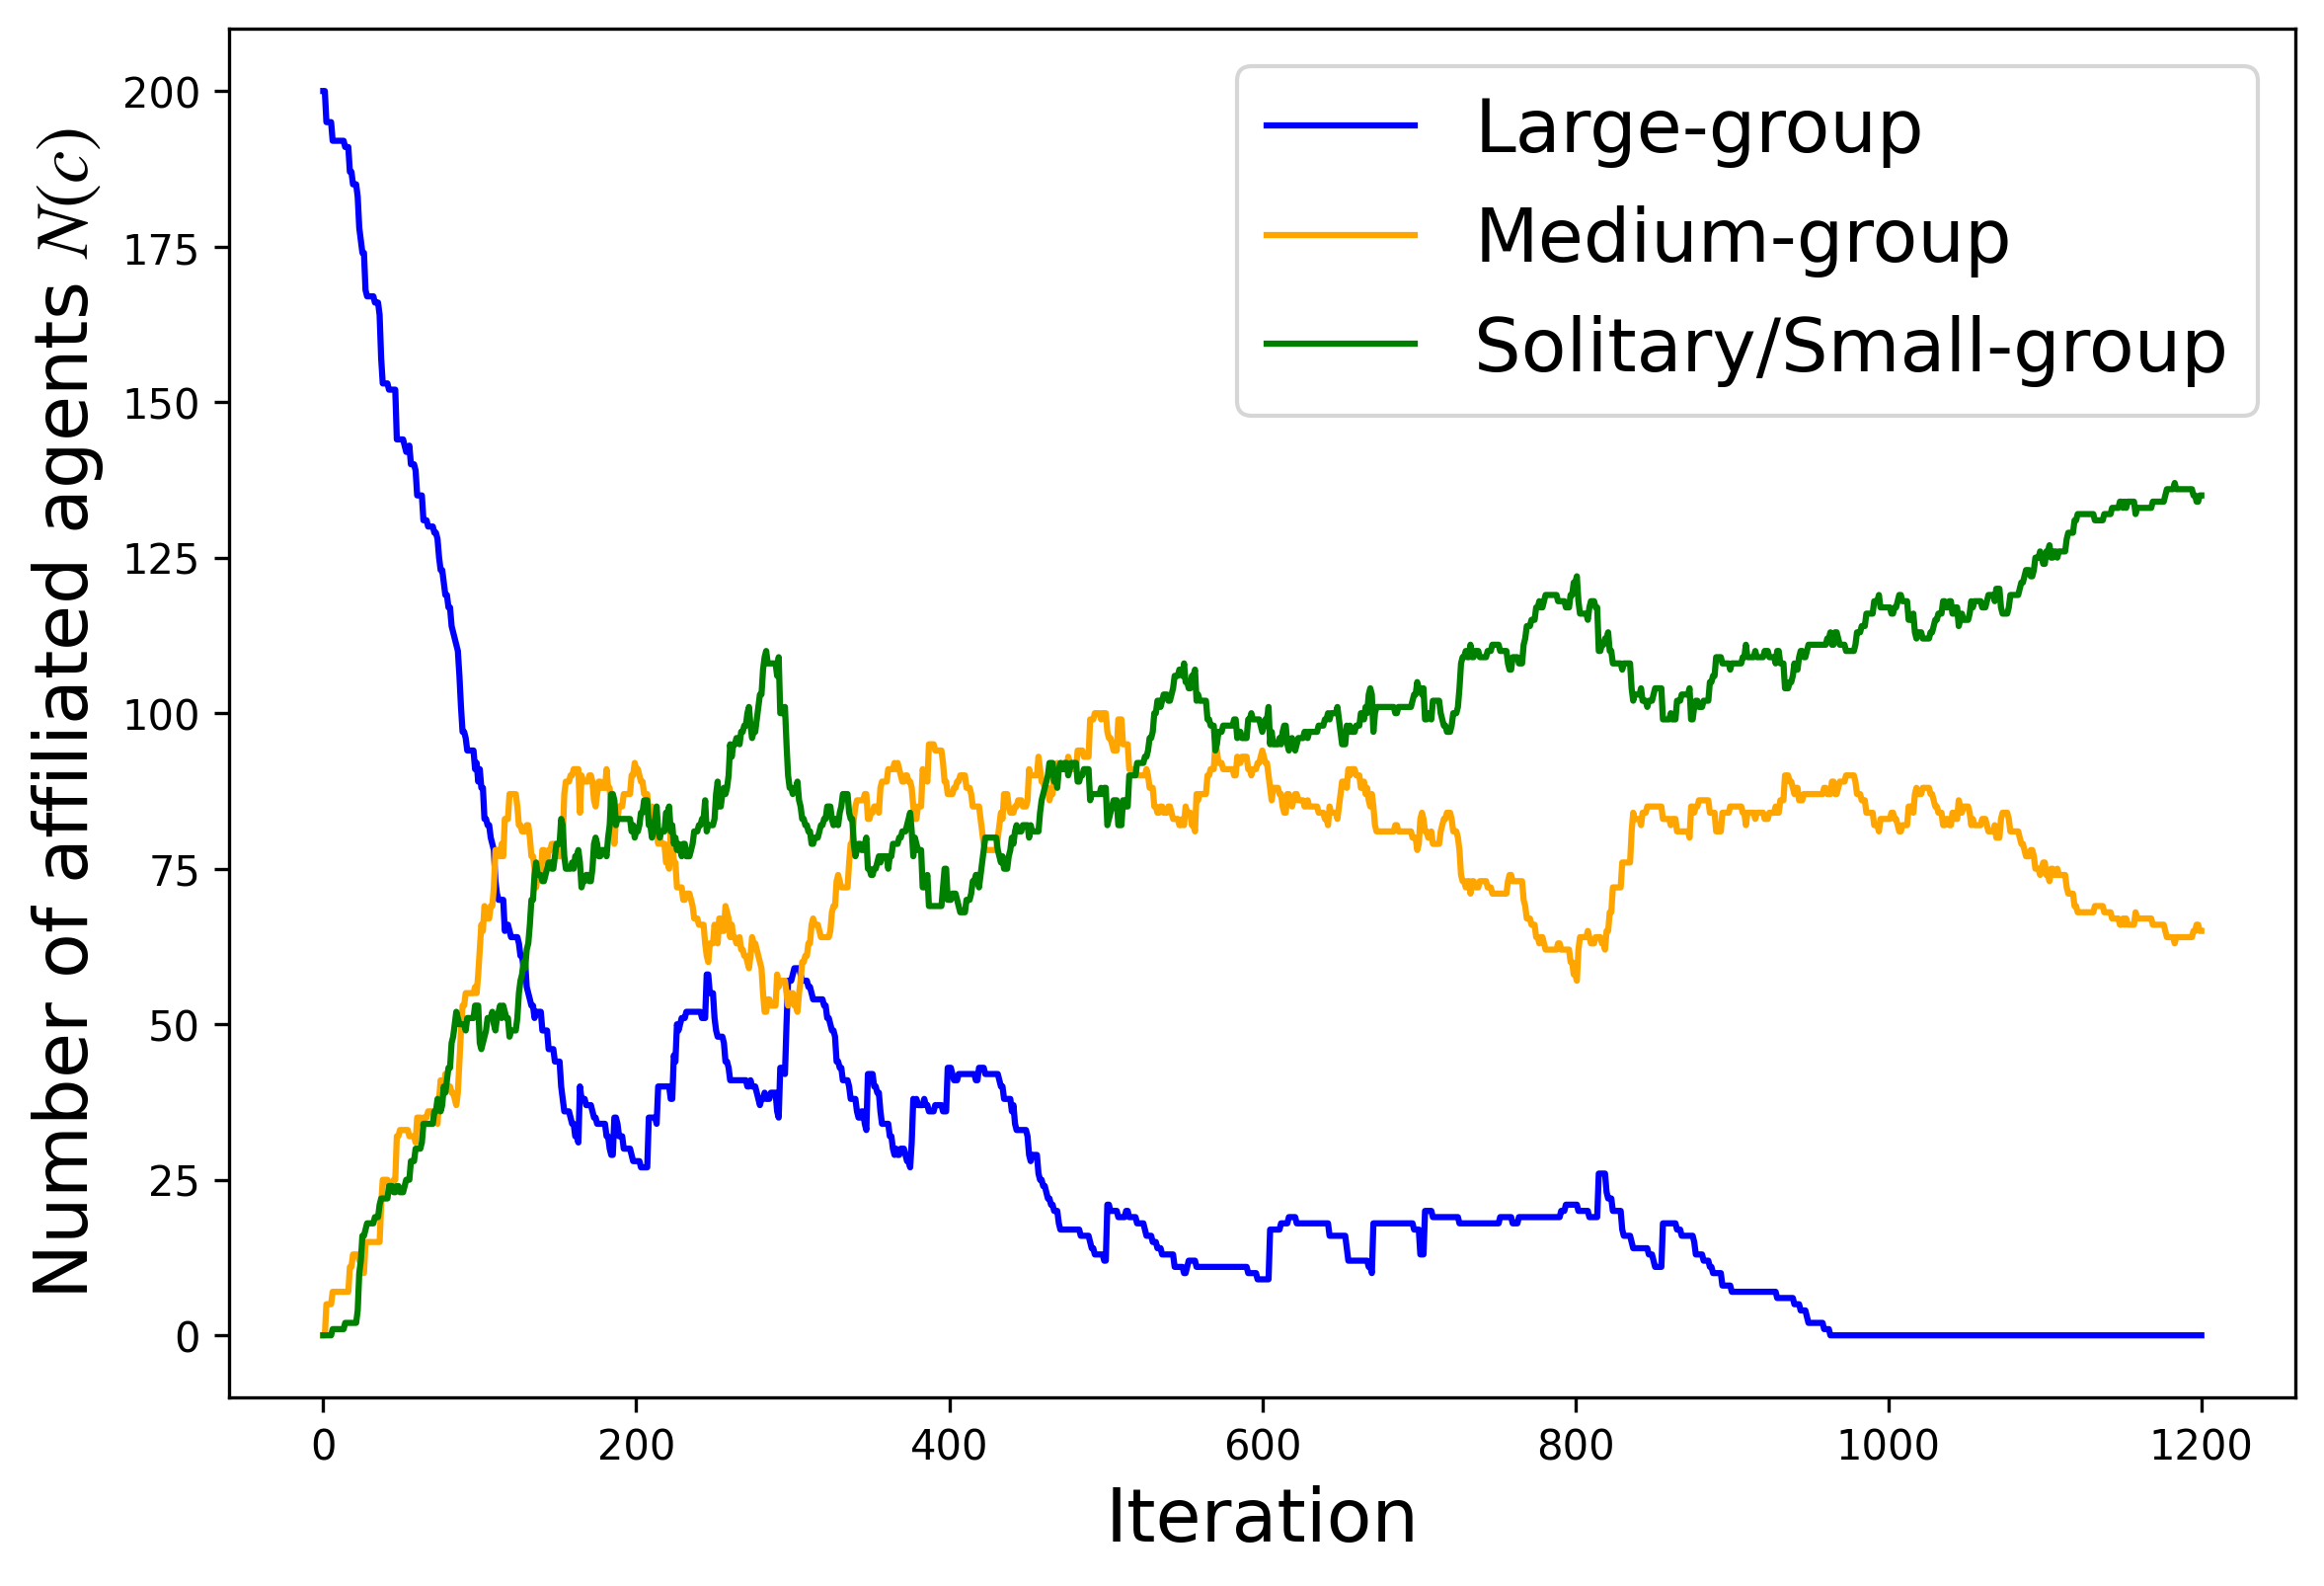 Number of affiliated agents N(c)
200
175
150
125
100
75
50
25
0
Large-group
Medium-group
Solitary/Small-group
0 200 400 600 800 1000 1200
Iteration